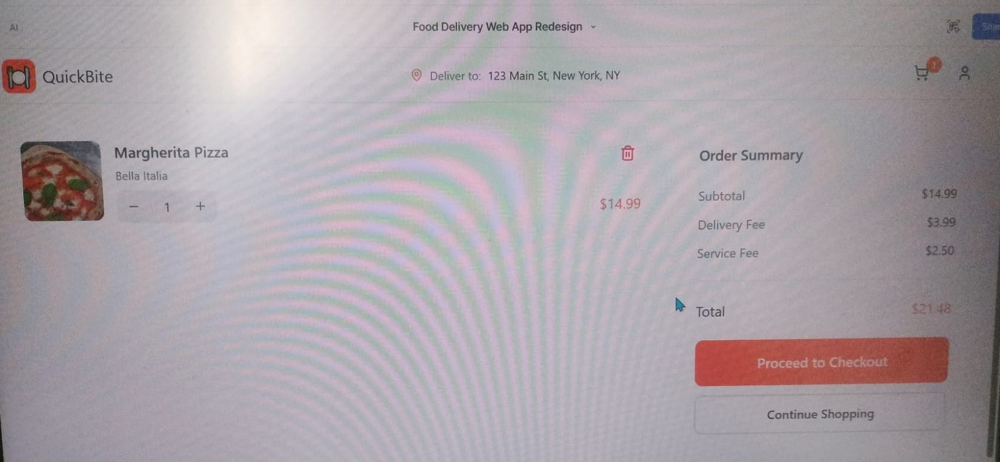 AI
Food Delivery Web App Redesign
QuickBite
Deliver to: 123 Main St, New York, NY
1
Margherita Pizza
Bella Italia
− 1 +
$14.99
Order Summary
Subtotal $14.99
Delivery Fee $3.99
Service Fee $2.50
Total $21.48
Proceed to Checkout
Continue Shopping